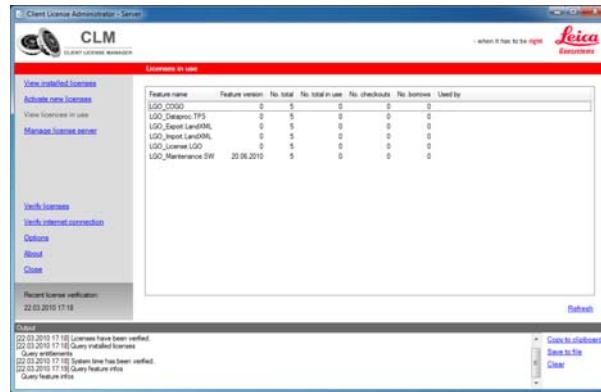 Client License Administrator - Server
CLM
CLIENT LICENSE MANAGER
- when it has to be right
Leica
Geosystems
Licenses in use
View installed licenses
Activate new licenses
View licenses in use
Manage license server
Verify licenses
Verify internet connection
Options
About
Close
Recent license verification:
22.03.2010 17:18
Feature name Feature version No. total No. total in use No. checkouts No. borrows Used by
LGO_COGO 0 5 0 0 0
LGO_Dataproc.TPS 0 5 0 0 0
LGO_Export.LandXML 0 5 0 0 0
LGO_Import.LandXML 0 5 0 0 0
LGO_License.LGO 0 5 0 0 0
LGO_Maintenance.SW 20.06.2010 5 0 0 0
Refresh
Output
[22.03.2010 17:18] Licenses have been verified.
[22.03.2010 17:18] Query installed licenses
Query entitlements
[22.03.2010 17:18] System time has been verified.
[22.03.2010 17:19] Query feature infos
Query feature infos
Copy to clipboard
Save to file
Clear